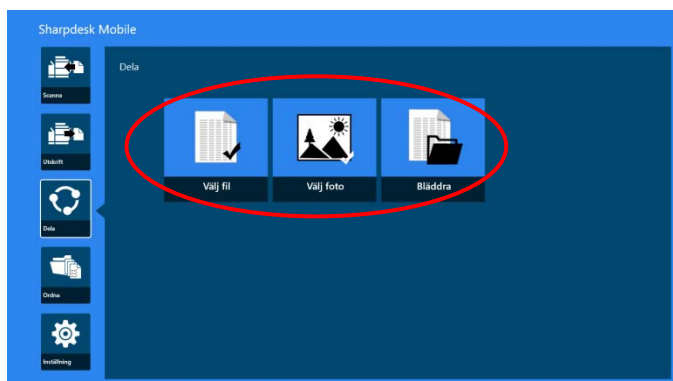 Sharpdesk Mobile
Scanna
Utskrift
Dela
Ordna
Inställning
Dela
Välj fil
Välj foto
Bläddra